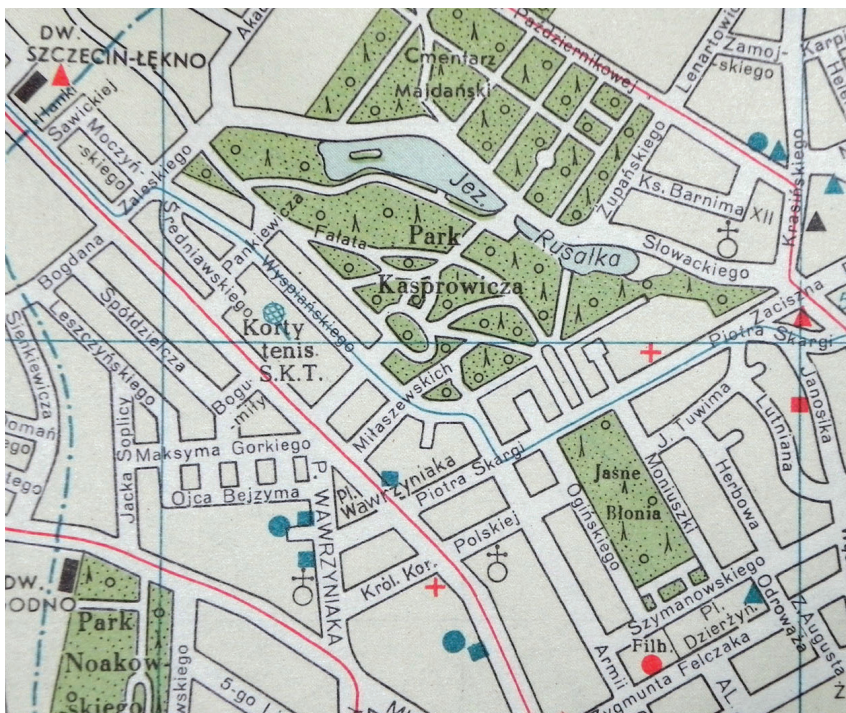 DW.
SZCZECIN-ŁĘKNO
Hanki
Sawickiej
Moczyń
-skiego
Zaleskiego
Październikowej
Lenartowic
Zamoj-
-skiego
Karpi
Hele
Cmentarz
Majdański
Krasińskiego
Jez.
Rusałka
Żupańskiego
Ks. Barnima XII
Słowackiego
Zaciszna
Park
Kasprowicza
Fałata
Pankiewicza
Średniawskiego
Wyspiańskiego
Bogdana
Spółdzielcza
Leszczyńskiego
Sienkiewicza
Korty
tenis.
S.K.T.
Bogu-
-miły
Miłaszewskich
Piotra Skargi
J. Tuwima
Lutniana
Janosika
Jacka Soplicy
Maksyma Gorkiego
Ojca Bejzyma
Pl.
Wawrzyniaka
P. WAWRZYNIAKA
Piotra Skargi
Jasne
Błonia
Moniuszki
Herbowa
Ogińskiego
Król. Kor. Polskiej
Szymanowskiego
Pl.
Dzierżyn.
Odrowąża
Z. Augusta
Filh.
Zygmunta Felczaka
Armii
AL.
DW.
Park
Noakow-
skiego
5-go